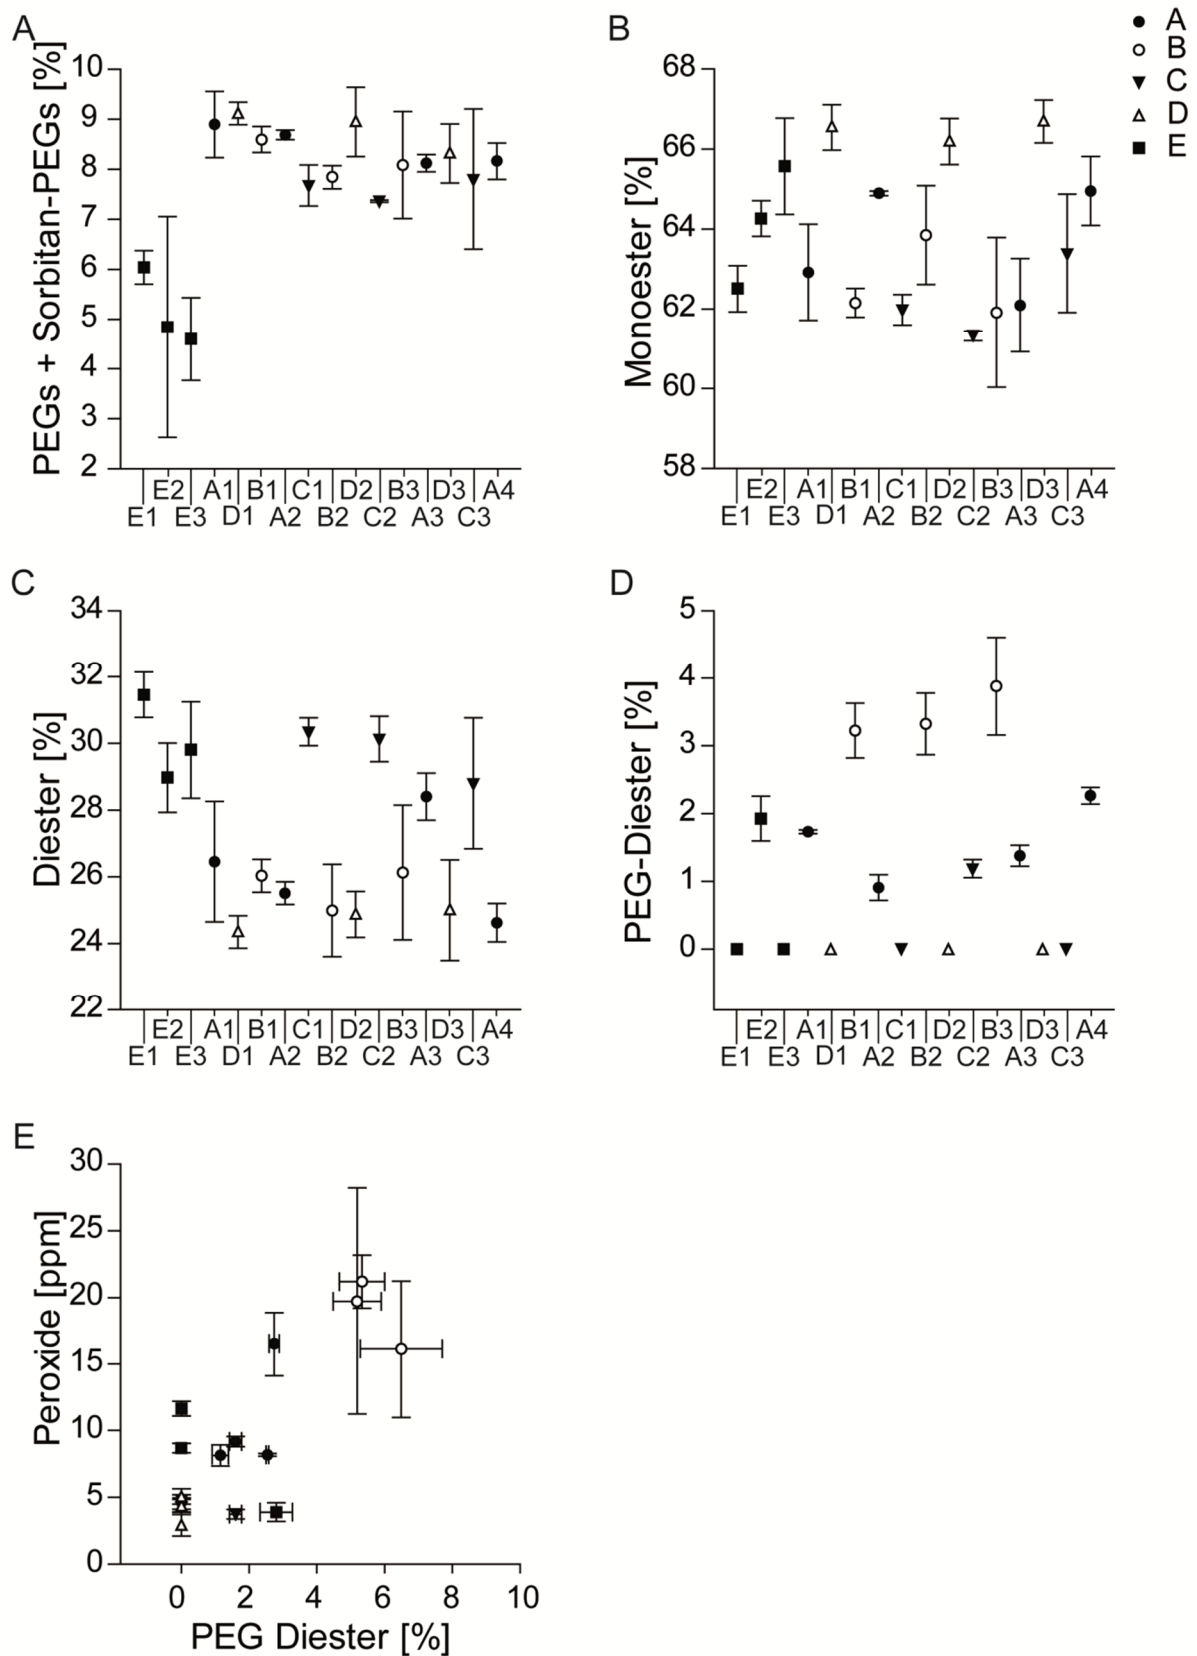 A
PEGs + Sorbitan-PEGs [%]
10
9
8
7
6
5
4
3
2
E2 A1 B1 C1 D2 B3 D3 A4
E1 E3 D1 A2 B2 C2 A3 C3
B
Monoester [%]
68
66
64
62
60
58
E2 A1 B1 C1 D2 B3 D3 A4
E1 E3 D1 A2 B2 C2 A3 C3
A
B
C
D
E
C
Diester [%]
34
32
30
28
26
24
22
E2 A1 B1 C1 D2 B3 D3 A4
E1 E3 D1 A2 B2 C2 A3 C3
D
PEG-Diester [%]
5
4
3
2
1
0
E2 A1 B1 C1 D2 B3 D3 A4
E1 E3 D1 A2 B2 C2 A3 C3
E
Peroxide [ppm]
30
25
20
15
10
5
0
0 2 4 6 8 10
PEG Diester [%]